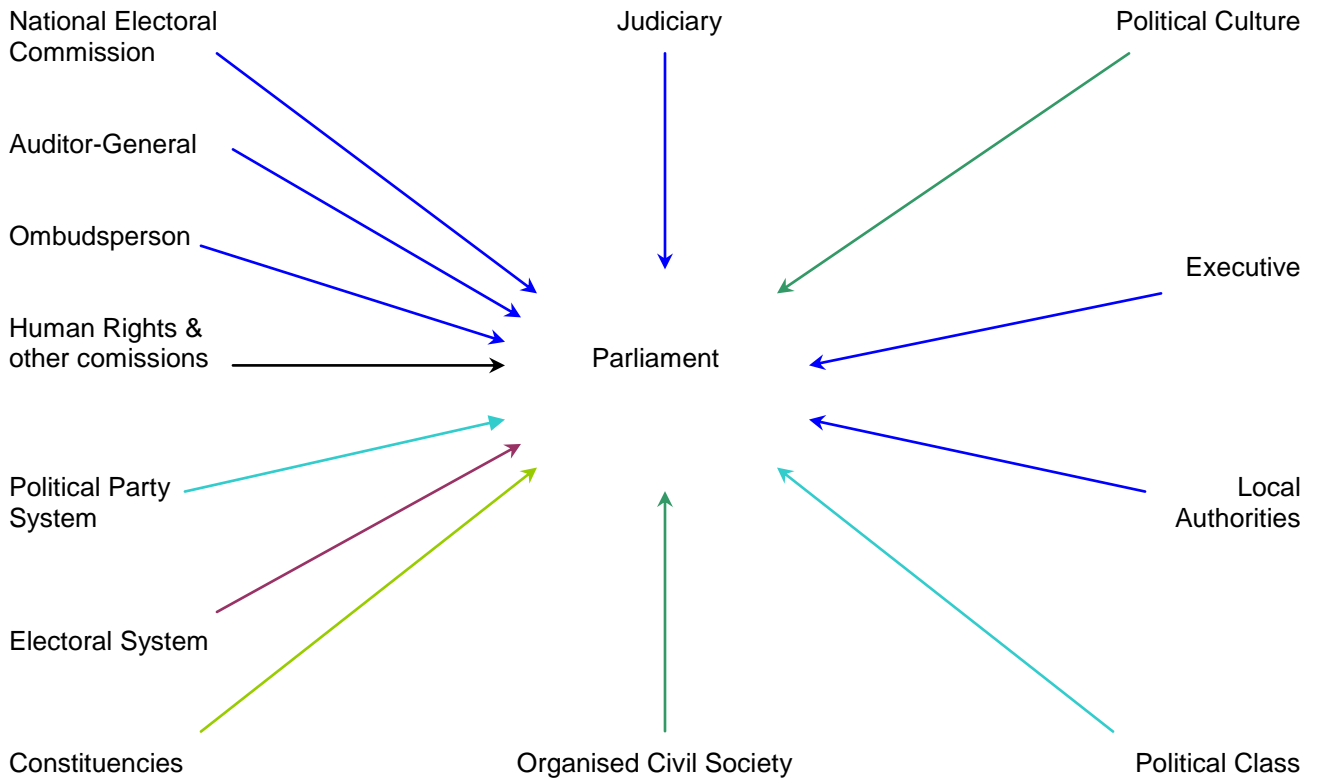 National Electoral
Commission
Judiciary
Political Culture
Auditor-General
Ombudsperson
Executive
Human Rights &
other comissions
Parliament
Political Party
System
Local
Authorities
Electoral System
Constituencies
Organised Civil Society
Political Class